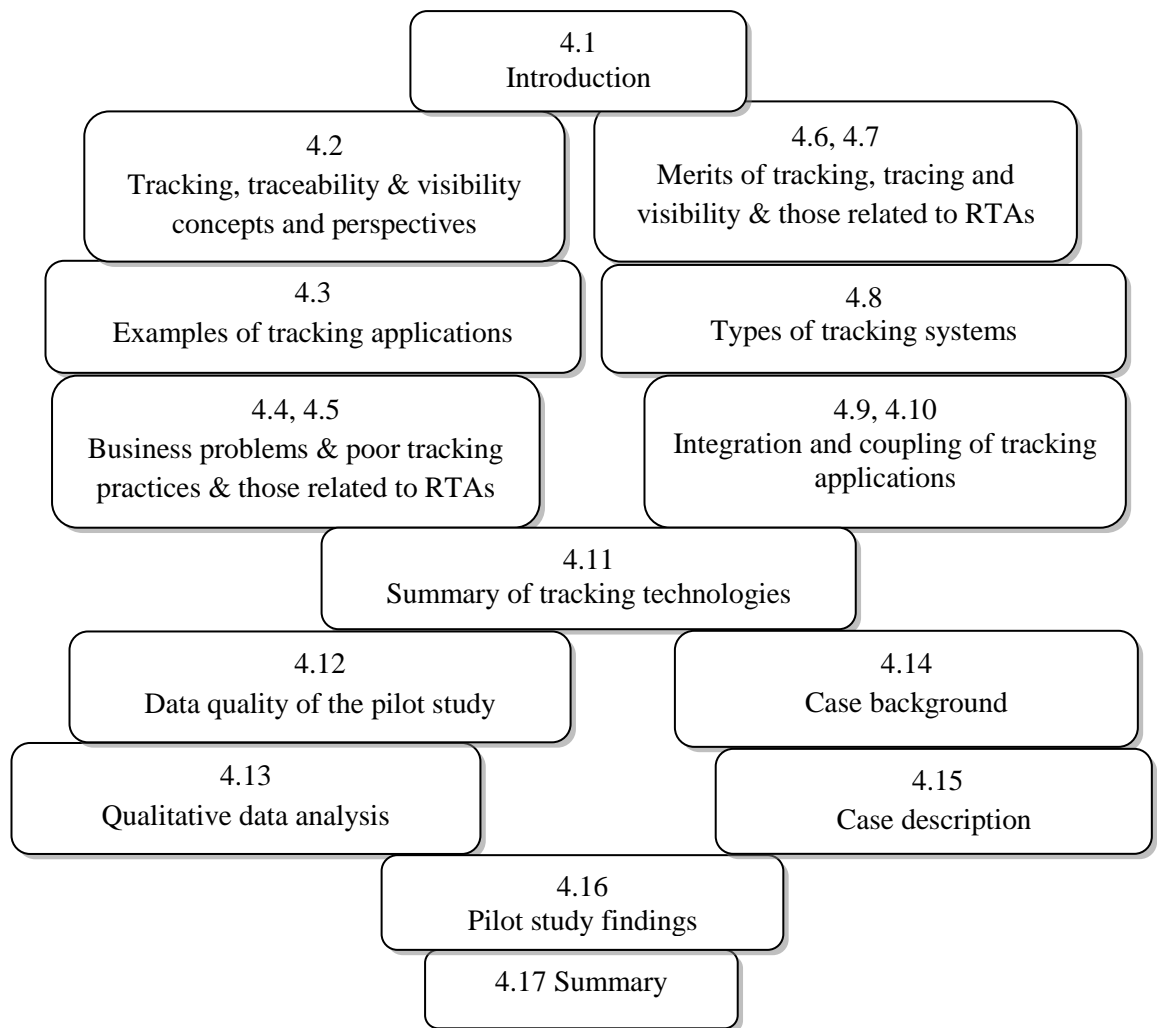 4.1
Introduction
4.2
Tracking, traceability & visibility
concepts and perspectives
4.6, 4.7
Merits of tracking, tracing and
visibility & those related to RTAs
4.3
Examples of tracking applications
4.8
Types of tracking systems
4.4, 4.5
Business problems & poor tracking
practices & those related to RTAs
4.9, 4.10
Integration and coupling of tracking
applications
4.11
Summary of tracking technologies
4.12
Data quality of the pilot study
4.14
Case background
4.13
Qualitative data analysis
4.15
Case description
4.16
Pilot study findings
4.17 Summary